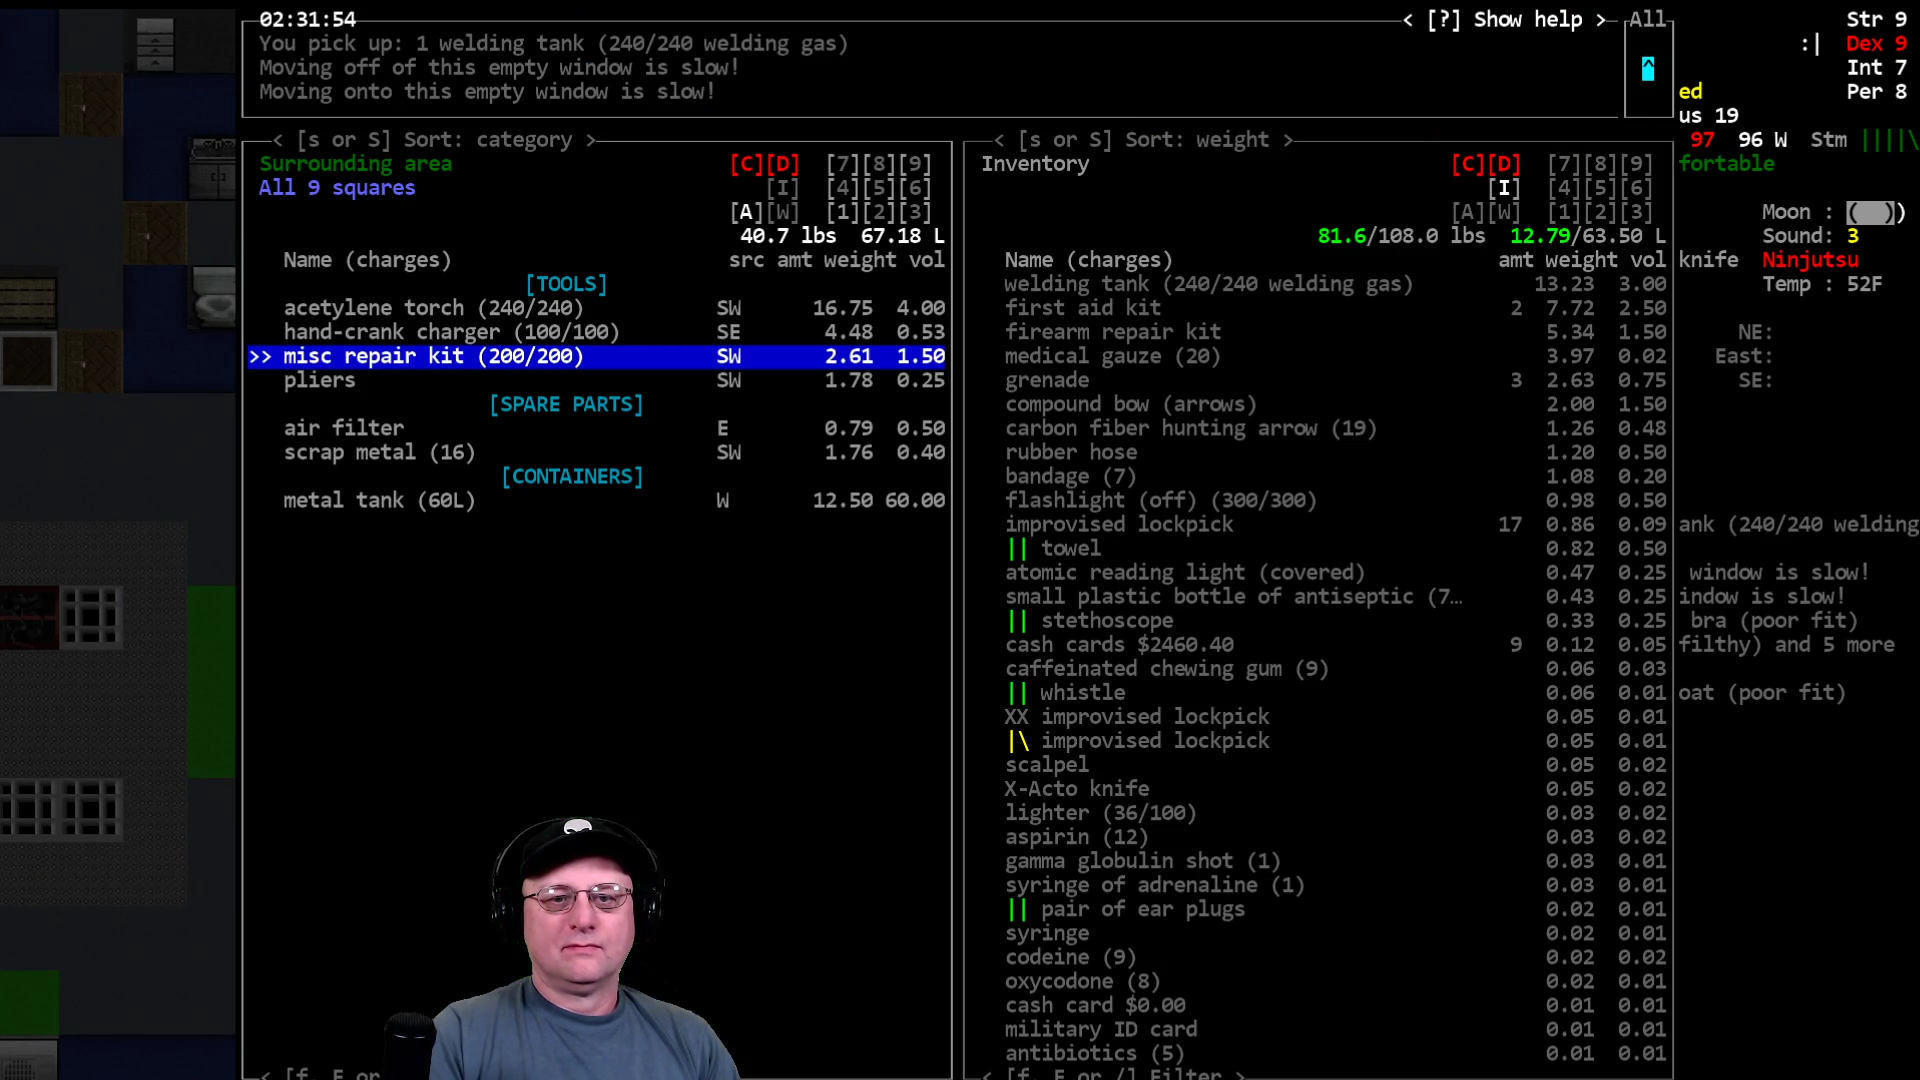 02:31:54
< [?] Show help >
All
You pick up: 1 welding tank (240/240 welding gas)
Moving off of this empty window is slow!
Moving onto this empty window is slow!
^
Str 9
:| Dex 9
Int 7
ed Per 8
us 19
97 96 W Stm ||||\
fortable
Moon : (  ))
Sound: 3
knife Ninjutsu
Temp : 52F
NE:
East:
SE:
ank (240/240 welding
window is slow!
indow is slow!
bra (poor fit)
filthy) and 5 more
oat (poor fit)
< [s or S] Sort: category >
Surrounding area [C][D] [7][8][9]
All 9 squares [I] [4][5][6]
[A][W] [1][2][3]
40.7 lbs 67.18 L
Name (charges) src amt weight vol
[TOOLS]
acetylene torch (240/240) SW 16.75 4.00
hand-crank charger (100/100) SE 4.48 0.53
>> misc repair kit (200/200) SW 2.61 1.50
pliers SW 1.78 0.25
[SPARE PARTS]
air filter E 0.79 0.50
scrap metal (16) SW 1.76 0.40
[CONTAINERS]
metal tank (60L) W 12.50 60.00
< [s or S] Sort: weight >
Inventory [C][D] [7][8][9]
[I] [4][5][6]
[A][W] [1][2][3]
81.6/108.0 lbs 12.79/63.50 L
Name (charges) amt weight vol
welding tank (240/240 welding gas) 13.23 3.00
first aid kit 2 7.72 2.50
firearm repair kit 5.34 1.50
medical gauze (20) 3.97 0.02
grenade 3 2.63 0.75
compound bow (arrows) 2.00 1.50
carbon fiber hunting arrow (19) 1.26 0.48
rubber hose 1.20 0.50
bandage (7) 1.08 0.20
flashlight (off) (300/300) 0.98 0.50
improvised lockpick 17 0.86 0.09
|| towel 0.82 0.50
atomic reading light (covered) 0.47 0.25
small plastic bottle of antiseptic (7… 0.43 0.25
|| stethoscope 0.33 0.25
cash cards $2460.40 9 0.12 0.05
caffeinated chewing gum (9) 0.06 0.03
|| whistle 0.06 0.01
XX improvised lockpick 0.05 0.01
|\ improvised lockpick 0.05 0.01
scalpel 0.05 0.02
X-Acto knife 0.05 0.02
lighter (36/100) 0.03 0.02
aspirin (12) 0.03 0.02
gamma globulin shot (1) 0.03 0.01
syringe of adrenaline (1) 0.03 0.01
|| pair of ear plugs 0.02 0.01
syringe 0.02 0.01
codeine (9) 0.02 0.02
oxycodone (8) 0.02 0.01
cash card $0.00 0.01 0.01
military ID card 0.01 0.01
antibiotics (5) 0.01 0.01
< [f, F or
< [f, F or /] Filter >